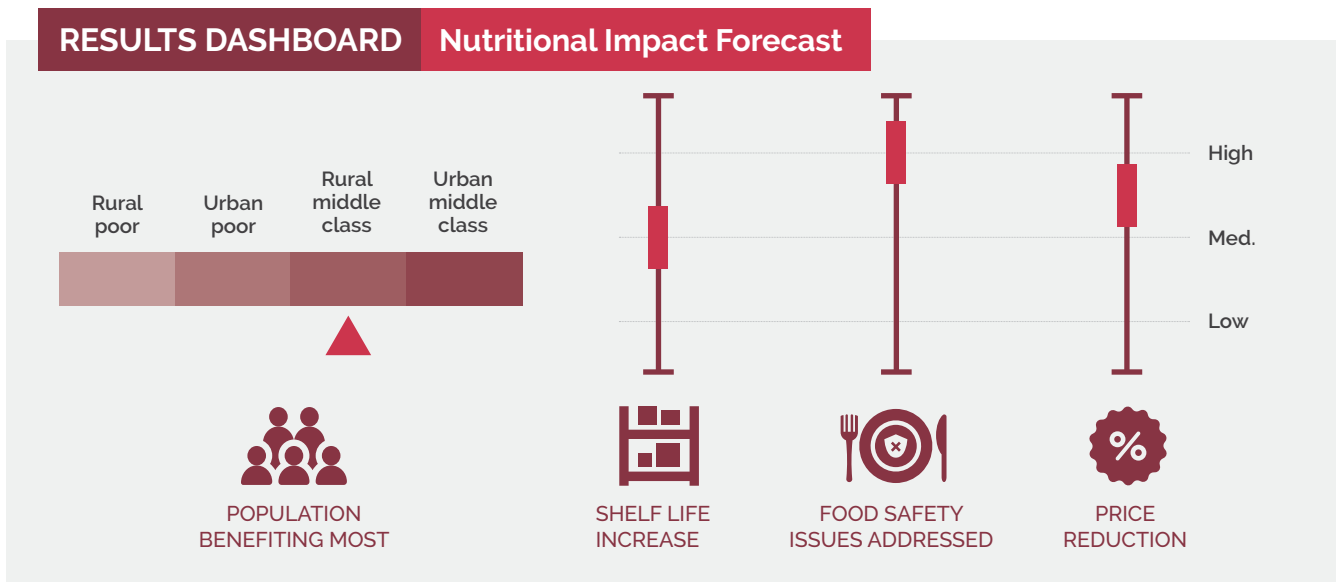 RESULTS DASHBOARD Nutritional Impact Forecast
Rural
poor
Urban
poor
Rural
middle
class
Urban
middle
class
High
Med.
Low
%
POPULATION
BENEFITING MOST
SHELF LIFE
INCREASE
FOOD SAFETY
ISSUES ADDRESSED
PRICE
REDUCTION